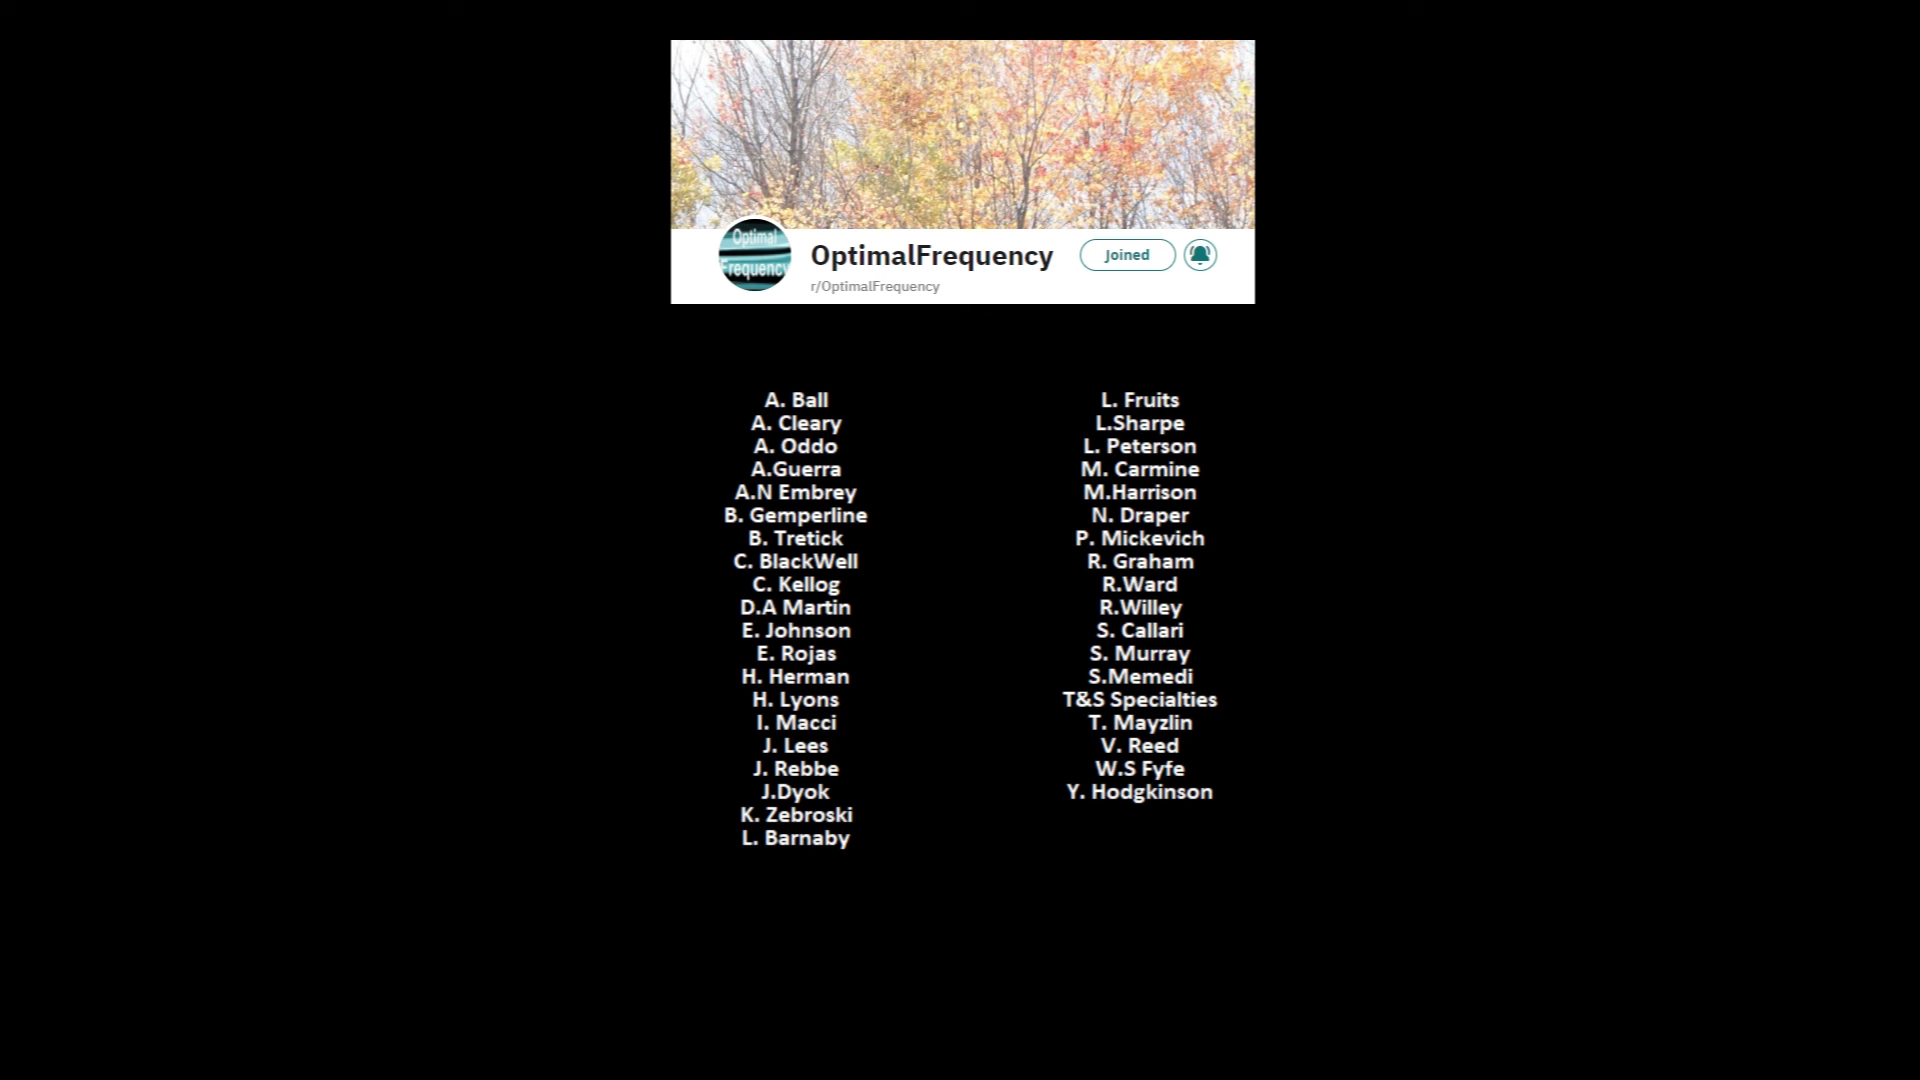 Optimal
Frequency
OptimalFrequency
Joined
r/OptimalFrequency
A. Ball
A. Cleary
A. Oddo
A.Guerra
A.N Embrey
B. Gemperline
B. Tretick
C. BlackWell
C. Kellog
D.A Martin
E. Johnson
E. Rojas
H. Herman
H. Lyons
I. Macci
J. Lees
J. Rebbe
J.Dyok
K. Zebroski
L. Barnaby
L. Fruits
L.Sharpe
L. Peterson
M. Carmine
M.Harrison
N. Draper
P. Mickevich
R. Graham
R.Ward
R.Willey
S. Callari
S. Murray
S.Memedi
T&S Specialties
T. Mayzlin
V. Reed
W.S Fyfe
Y. Hodgkinson